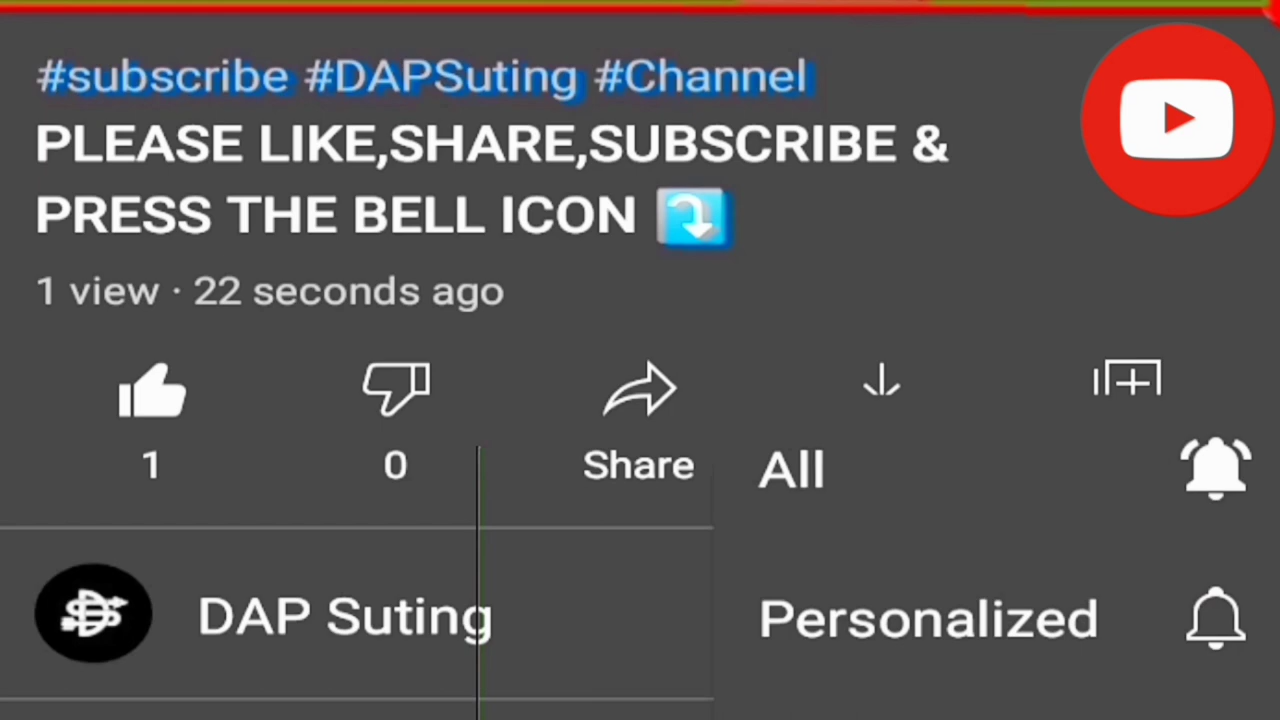 #subscribe #DAPSuting #Channel
PLEASE LIKE,SHARE,SUBSCRIBE &
PRESS THE BELL ICON ⤵️
1 view · 22 seconds ago
1
0
Share
All
DAP Suting
Personalized